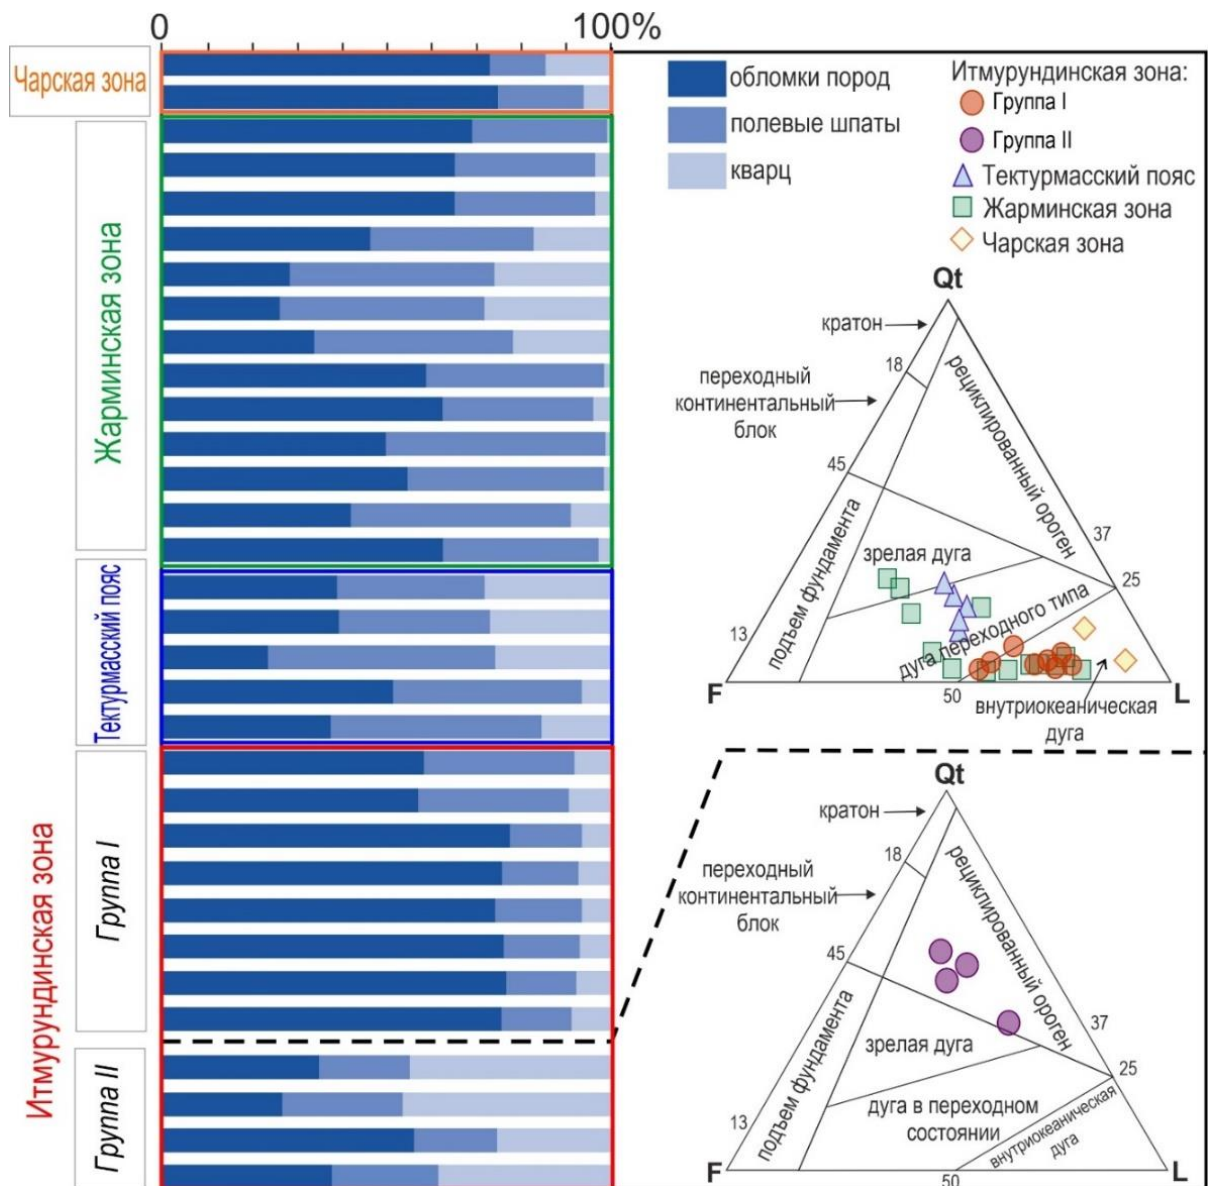 0
100%
Чарская зона
Жарминская зона
Тектурмасский пояс
Итмурундинская зона
Группа I
Группа II
обломки пород
полевые шпаты
кварц
Итмурундинская зона:
Группа I
Группа II
Тектурмасский пояс
Жарминская зона
Чарская зона
Qt
кратон
18
переходный
континентальный
блок
45
рециклированный ороген
37
подъем фундамента
зрелая дуга
25
13
дуга переходного типа
F
50
L
внутриокеаническая
дуга
Qt
кратон
18
переходный
континентальный
блок
45
рециклированный ороген
37
подъем фундамента
зрелая дуга
25
13
дуга в переходном
состоянии
внутриокеаническая
дуга
F
50
L